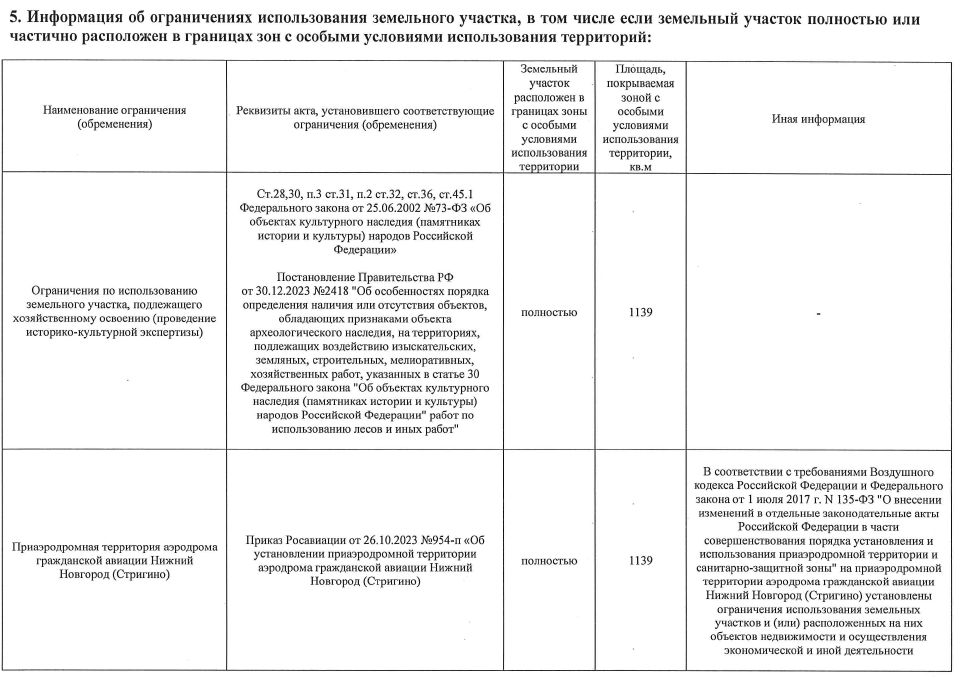 5. Информация об ограничениях использования земельного участка, в том числе если земельный участок полностью или
частично расположен в границах зон с особыми условиями использования территорий:
Наименование ограничения
(обременения)
Реквизиты акта, установившего соответствующие
ограничения (обременения)
Земельный
участок
расположен в
границах зоны
с особыми
условиями
использования
территории
Площадь,
покрываемая
зоной с
особыми
условиями
использования
территории,
кв.м
Иная информация
Ограничения по использованию
земельного участка, подлежащего
хозяйственному освоению (проведение
историко-культурной экспертизы)
Ст.28,30, п.3 ст.31, п.2 ст.32, ст.36, ст.45.1
Федерального закона от 25.06.2002 №73-ФЗ «Об
объектах культурного наследия (памятниках
истории и культуры) народов Российской
Федерации»
Постановление Правительства РФ
от 30.12.2023 №2418 "Об особенностях порядка
определения наличия или отсутствия объектов,
обладающих признаками объекта
археологического наследия, на территориях,
подлежащих воздействию изыскательских,
земляных, строительных, мелиоративных,
хозяйственных работ, указанных в статье 30
Федерального закона "Об объектах культурного
наследия (памятниках истории и культуры)
народов Российской Федерации" работ по
использованию лесов и иных работ"
полностью
1139
-
Приаэродромная территория аэродрома
гражданской авиации Нижний
Новгород (Стригино)
Приказ Росавиации от 26.10.2023 №954-п «Об
установлении приаэродромной территории
аэродрома гражданской авиации Нижний
Новгород (Стригино)
полностью
1139
В соответствии с требованиями Воздушного
кодекса Российской Федерации и Федерального
закона от 1 июля 2017 г. N 135-ФЗ "О внесении
изменений в отдельные законодательные акты
Российской Федерации в части
совершенствования порядка установления и
использования приаэродромной территории и
санитарно-защитной зоны" на приаэродромной
территории аэродрома гражданской авиации
Нижний Новгород (Стригино) установлены
ограничения использования земельных
участков и (или) расположенных на них
объектов недвижимости и осуществления
экономической и иной деятельности